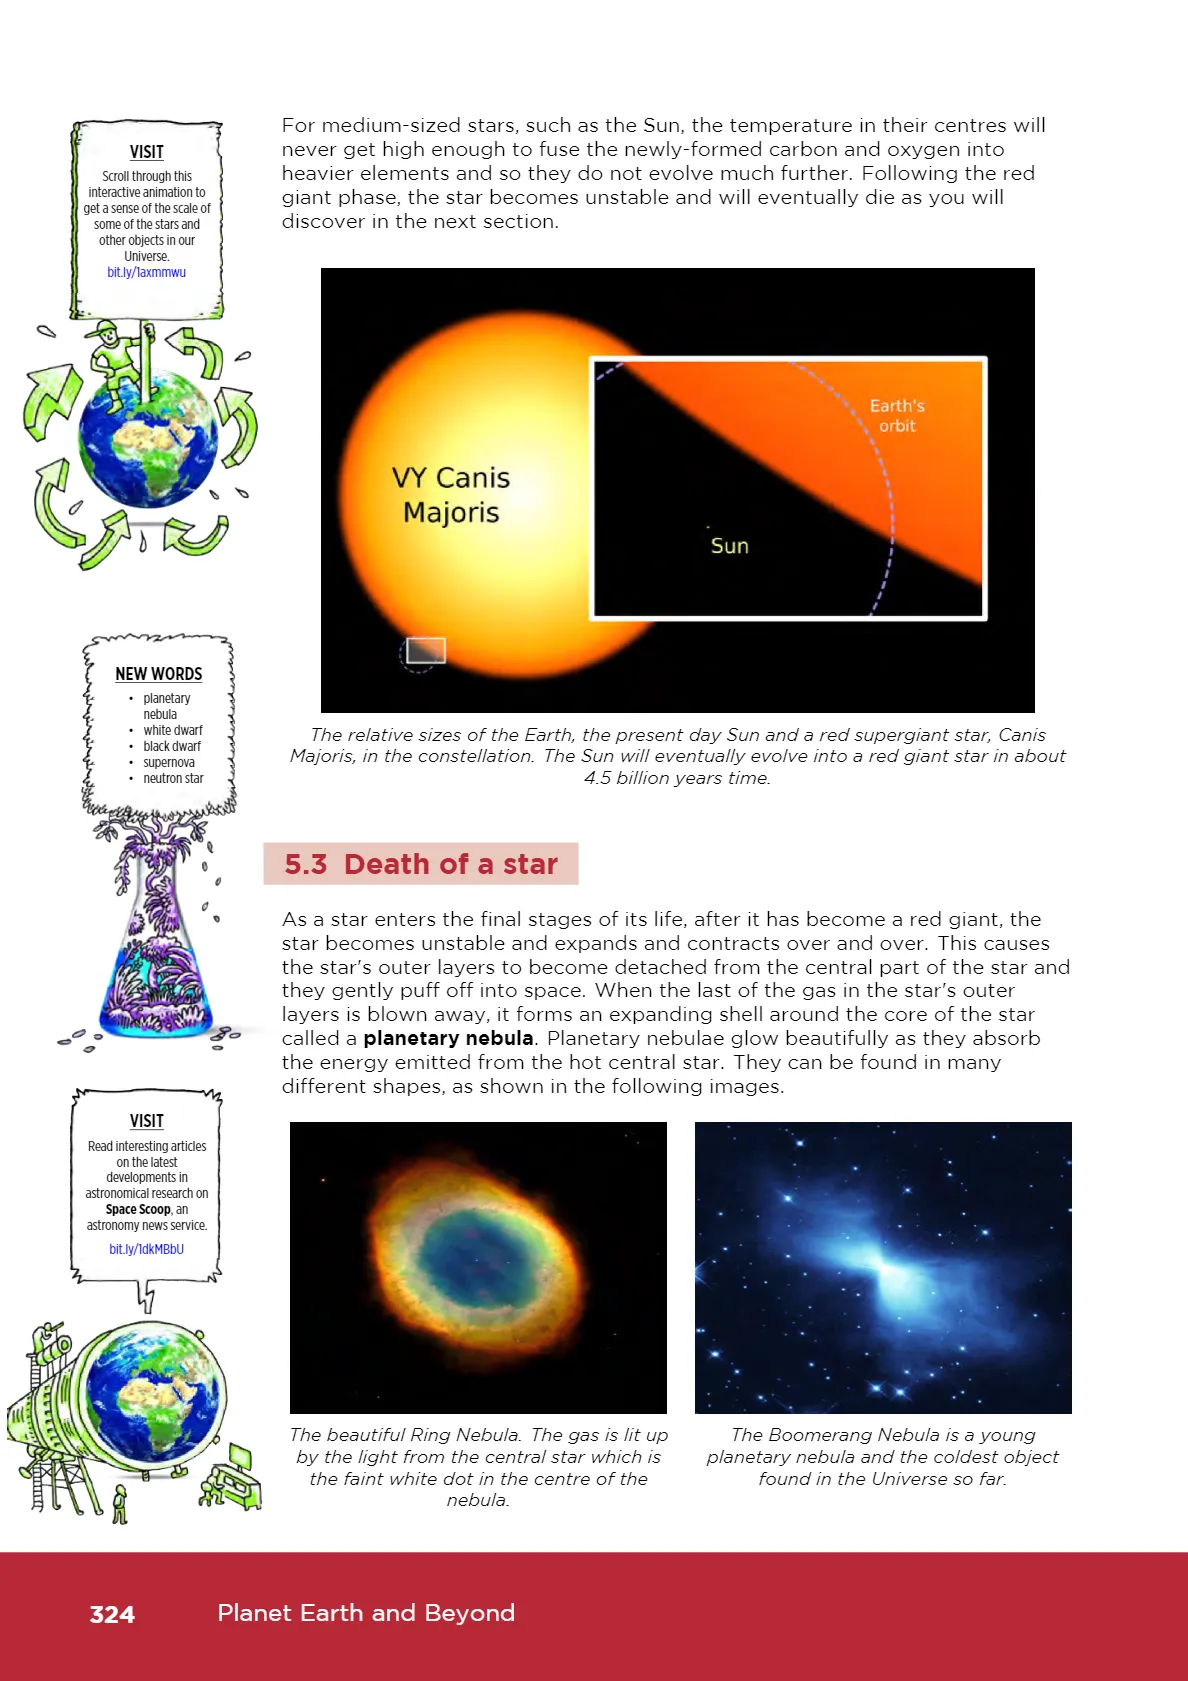 VISIT
Scroll through this
interactive animation to
get a sense of the scale of
some of the stars and
other objects in our
Universe.
bit.ly/1axmmwu
For medium-sized stars, such as the Sun, the temperature in their centres will
never get high enough to fuse the newly-formed carbon and oxygen into
heavier elements and so they do not evolve much further. Following the red
giant phase, the star becomes unstable and will eventually die as you will
discover in the next section.
VY Canis
Majoris
Earth's
orbit
Sun
The relative sizes of the Earth, the present day Sun and a red supergiant star, Canis
Majoris, in the constellation. The Sun will eventually evolve into a red giant star in about
4.5 billion years time.
NEW WORDS
• planetary
nebula
• white dwarf
• black dwarf
• supernova
• neutron star
5.3 Death of a star
As a star enters the final stages of its life, after it has become a red giant, the
star becomes unstable and expands and contracts over and over. This causes
the star's outer layers to become detached from the central part of the star and
they gently puff off into space. When the last of the gas in the star's outer
layers is blown away, it forms an expanding shell around the core of the star
called a planetary nebula. Planetary nebulae glow beautifully as they absorb
the energy emitted from the hot central star. They can be found in many
different shapes, as shown in the following images.
VISIT
Read interesting articles
on the latest
developments in
astronomical research on
Space Scoop, an
astronomy news service.
bit.ly/1dkMBbU
The beautiful Ring Nebula. The gas is lit up
by the light from the central star which is
the faint white dot in the centre of the
nebula.
The Boomerang Nebula is a young
planetary nebula and the coldest object
found in the Universe so far.
324 Planet Earth and Beyond